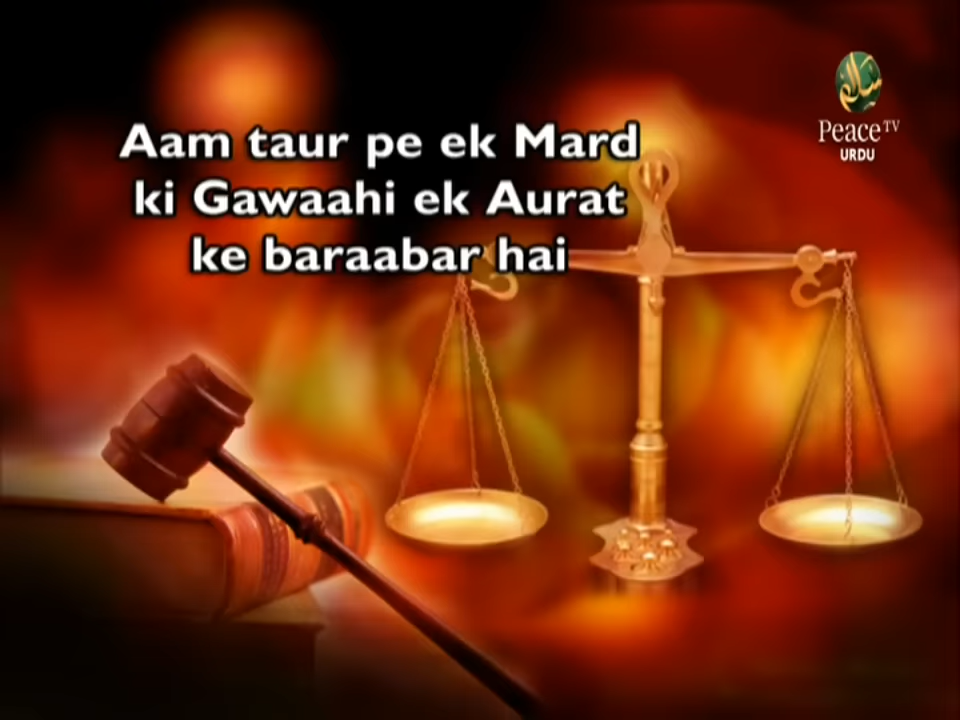 Aam taur pe ek Mard
ki Gawaahi ek Aurat
ke baraabar hai
Peace TV
URDU